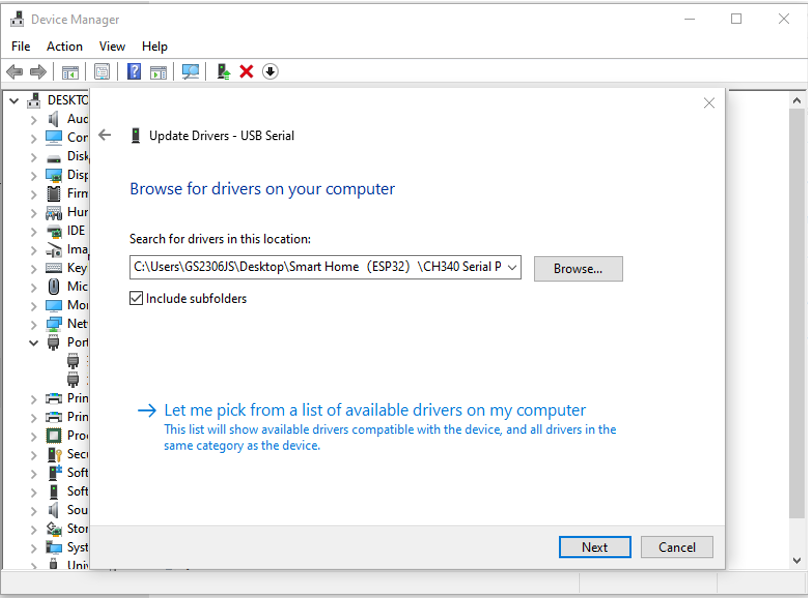 Device Manager
File Action View Help
DESKTC
Auc
Cor
Disk
Disp
Firn
Hur
IDE
Ima
Key
Mic
Mor
Net
Port
Prin
Prin
Proc
Secu
Soft
Soft
Sou
Stor
Syst
Univ
Update Drivers - USB Serial
Browse for drivers on your computer
Search for drivers in this location:
C:\Users\GS2306JS\Desktop\Smart Home（ESP32）\CH340 Serial P
Browse...
Include subfolders
Let me pick from a list of available drivers on my computer
This list will show available drivers compatible with the device, and all drivers in the
same category as the device.
Next Cancel